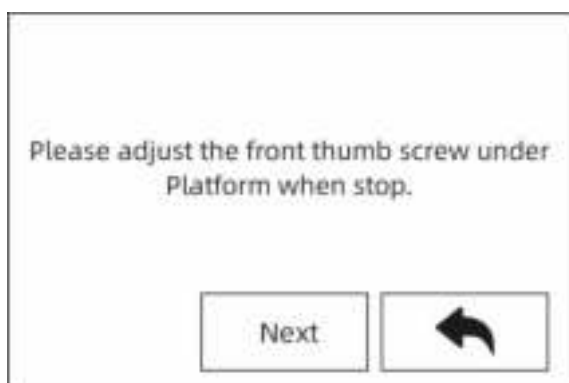 Please adjust the front thumb screw under
Platform when stop.
Next